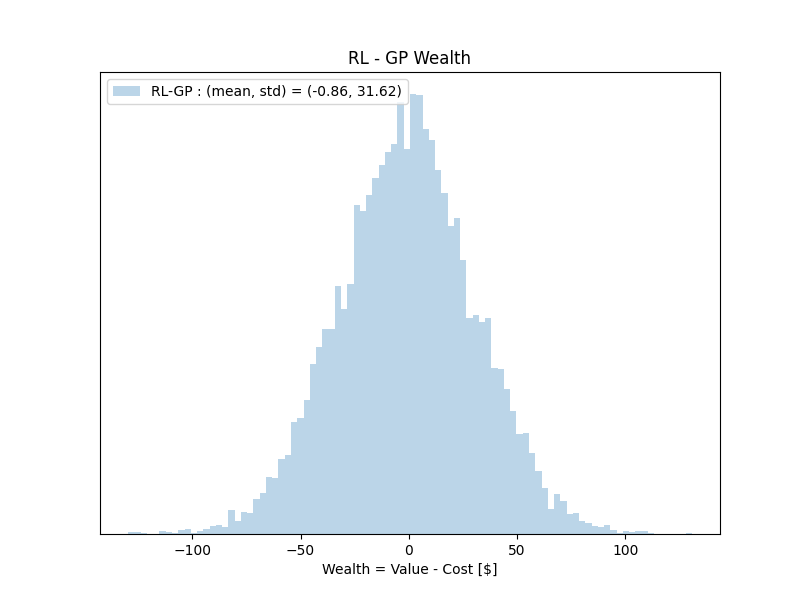 RL - GP Wealth
RL-GP : (mean, std) = (-0.86, 31.62)
−100 −50 0 50 100
Wealth = Value - Cost [$]